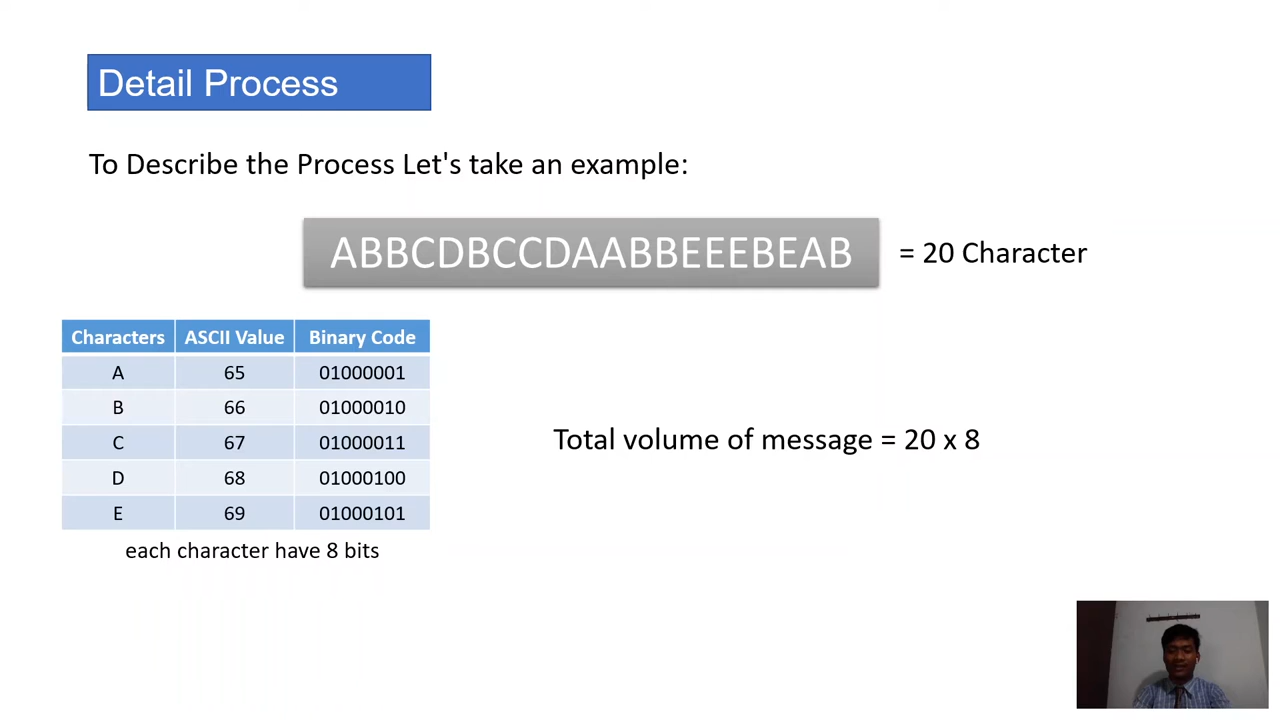 Detail Process
To Describe the Process Let's take an example:
ABBCDBCCDAABBEEEBEAB = 20 Character
Characters ASCII Value Binary Code
A 65 01000001
B 66 01000010
C 67 01000011
D 68 01000100
E 69 01000101
each character have 8 bits
Total volume of message = 20 x 8